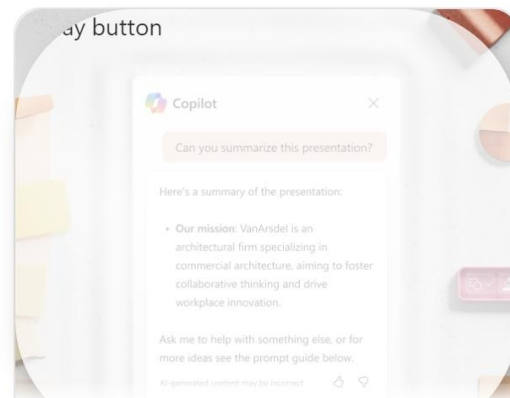 ay button
Copilot
Can you summarize this presentation?
Here's a summary of the presentation:
• Our mission: VanArsdel is an
architectural firm specializing in
commercial architecture, aiming to foster
collaborative thinking and drive
workplace innovation.
Ask me to help with something else, or for
more ideas see the prompt guide below.
AI-generated content may be incorrect